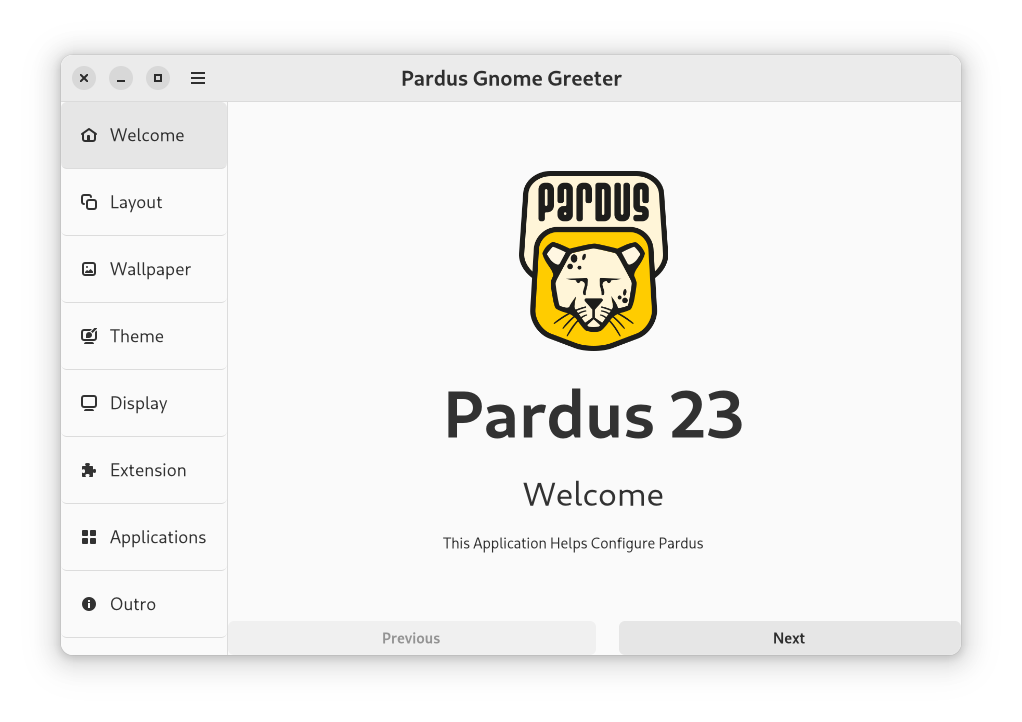 Pardus Gnome Greeter
Welcome
Layout
Wallpaper
Theme
Display
Extension
Applications
Outro
PARDUS
Pardus 23
Welcome
This Application Helps Configure Pardus
Previous
Next